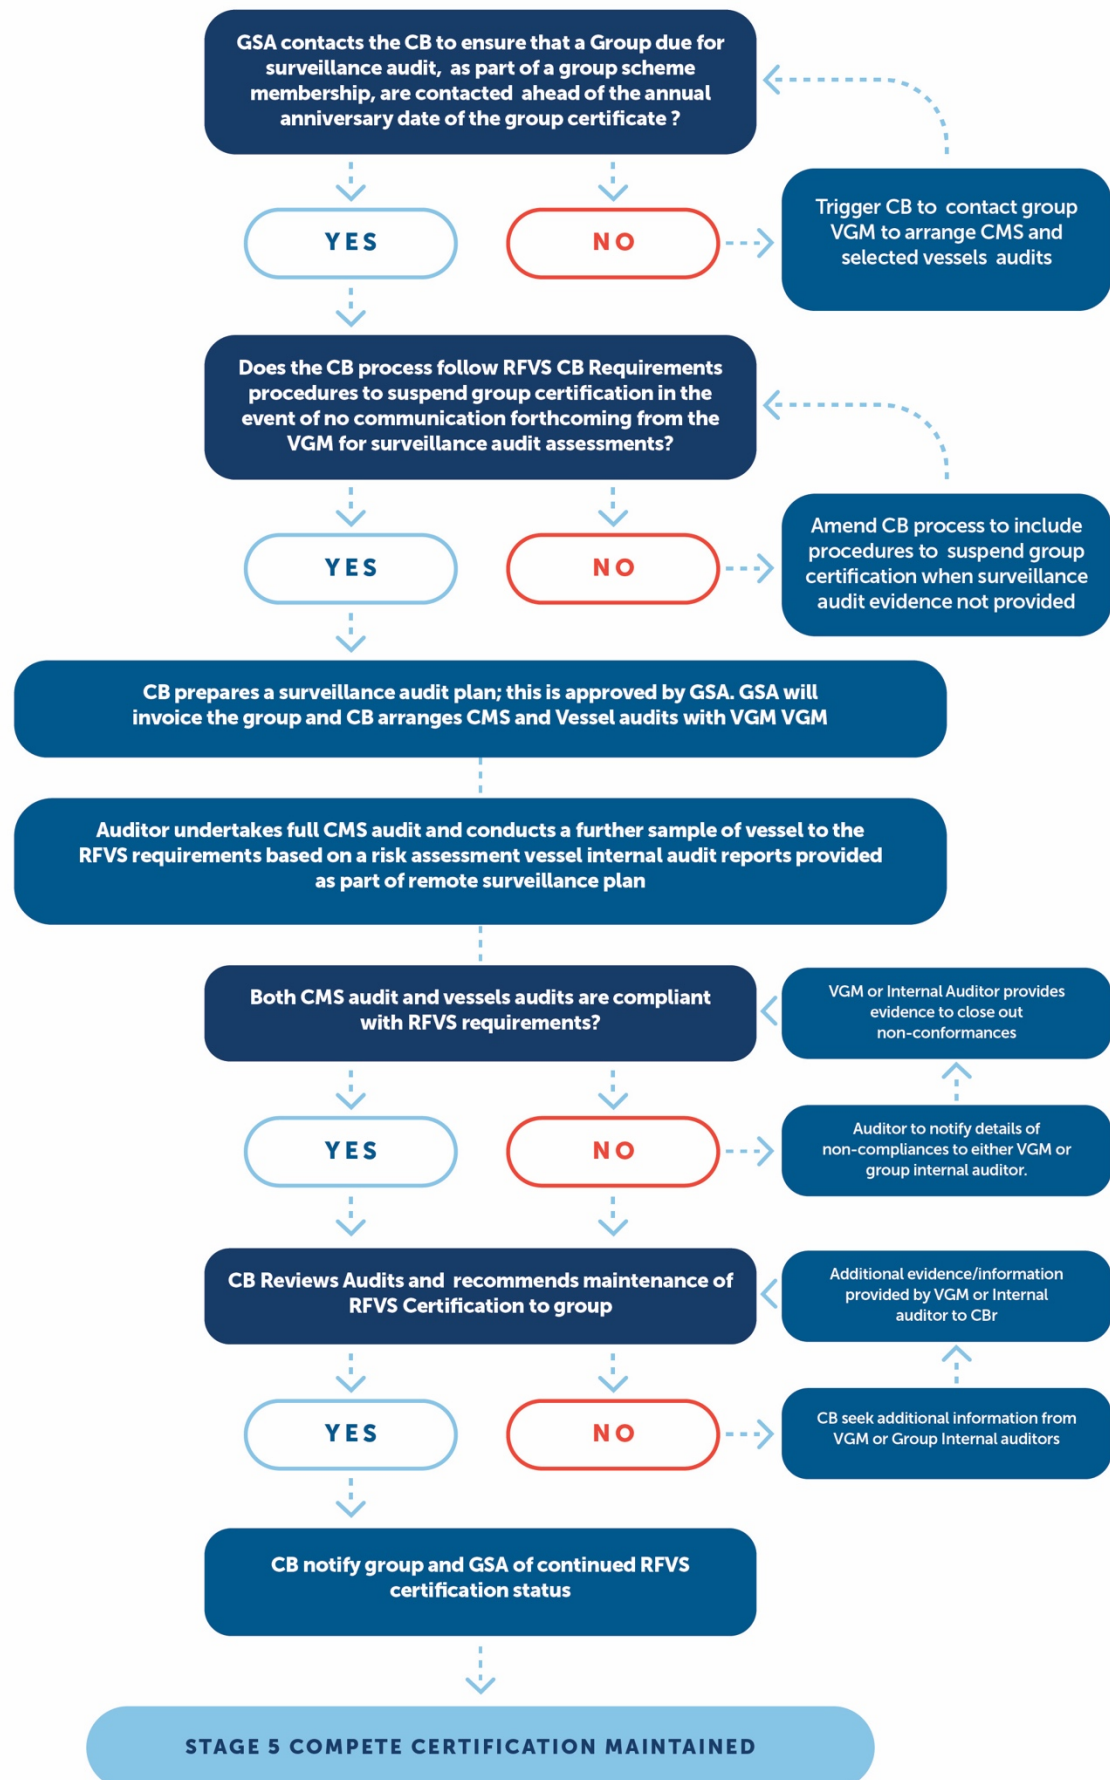 GSA contacts the CB to ensure that a Group due for
surveillance audit, as part of a group scheme
membership, are contacted ahead of the annual
anniversary date of the group certificate ?
YES
NO
Trigger CB to contact group
VGM to arrange CMS and
selected vessels audits
Does the CB process follow RFVS CB Requirements
procedures to suspend group certification in the
event of no communication forthcoming from the
VGM for surveillance audit assessments?
YES
NO
Amend CB process to include
procedures to suspend group
certification when surveillance
audit evidence not provided
CB prepares a surveillance audit plan; this is approved by GSA. GSA will
invoice the group and CB arranges CMS and Vessel audits with VGM VGM
Auditor undertakes full CMS audit and conducts a further sample of vessel to the
RFVS requirements based on a risk assessment vessel internal audit reports provided
as part of remote surveillance plan
Both CMS audit and vessels audits are compliant
with RFVS requirements?
VGM or Internal Auditor provides
evidence to close out
non-conformances
YES
NO
Auditor to notify details of
non-compliances to either VGM or
group internal auditor.
CB Reviews Audits and recommends maintenance of
RFVS Certification to group
Additional evidence/information
provided by VGM or Internal
auditor to CBr
YES
NO
CB seek additional information from
VGM or Group Internal auditors
CB notify group and GSA of continued RFVS
certification status
STAGE 5 COMPETE CERTIFICATION MAINTAINED